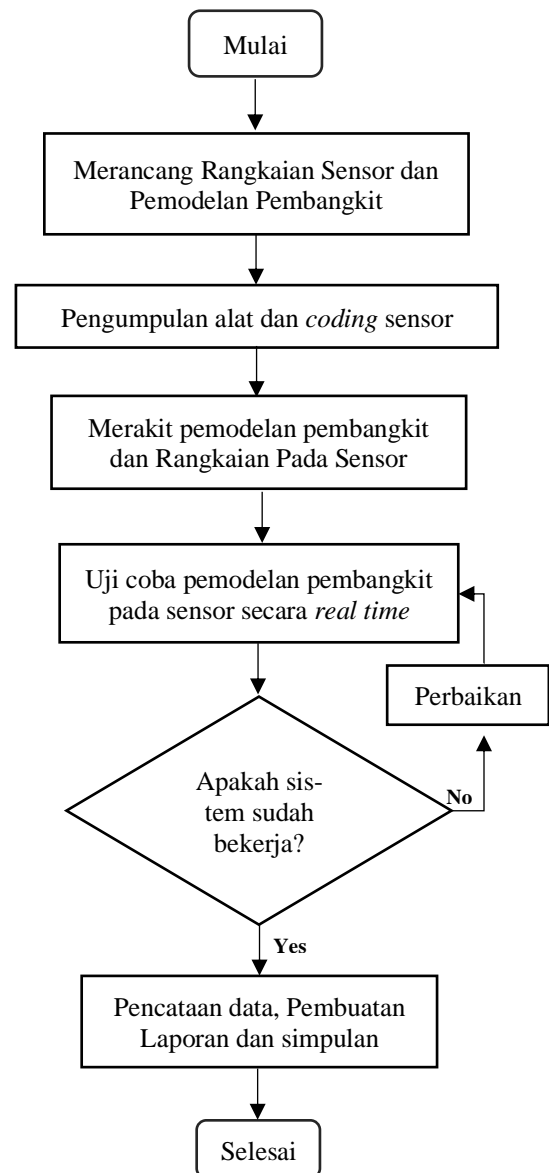 Mulai
Merancang Rangkaian Sensor dan
Pemodelan Pembangkit
Pengumpulan alat dan coding sensor
Merakit pemodelan pembangkit
dan Rangkaian Pada Sensor
Uji coba pemodelan pembangkit
pada sensor secara real time
Perbaikan
Apakah sis-
tem sudah
bekerja?
No
Yes
Pencataan data, Pembuatan
Laporan dan simpulan
Selesai